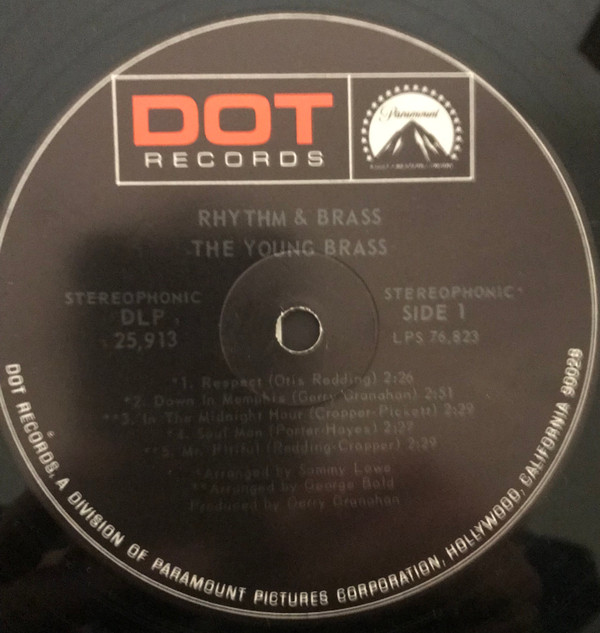 DOT
RECORDS
Paramount
RHYTHM & BRASS
THE YOUNG BRASS
STEREOPHONIC
DLP
25,913
STEREOPHONIC
SIDE 1
LPS 76,823
*1. Respect (Otis Redding) 2:26
*2. Down In Memphis (Gerry Granahan) 2:51
**3. In The Midnight Hour (Cropper-Pickett) 2:29
*4. Soul Man (Porter-Hayes) 2:22
**5. Mr. Pitiful (Redding-Cropper) 2:29
*Arranged by Sammy Lowe
**Arranged by George Bald
Produced by Gerry Granahan
DOT RECORDS, A DIVISION OF PARAMOUNT PICTURES CORPORATION, HOLLYWOOD, CALIFORNIA 90028